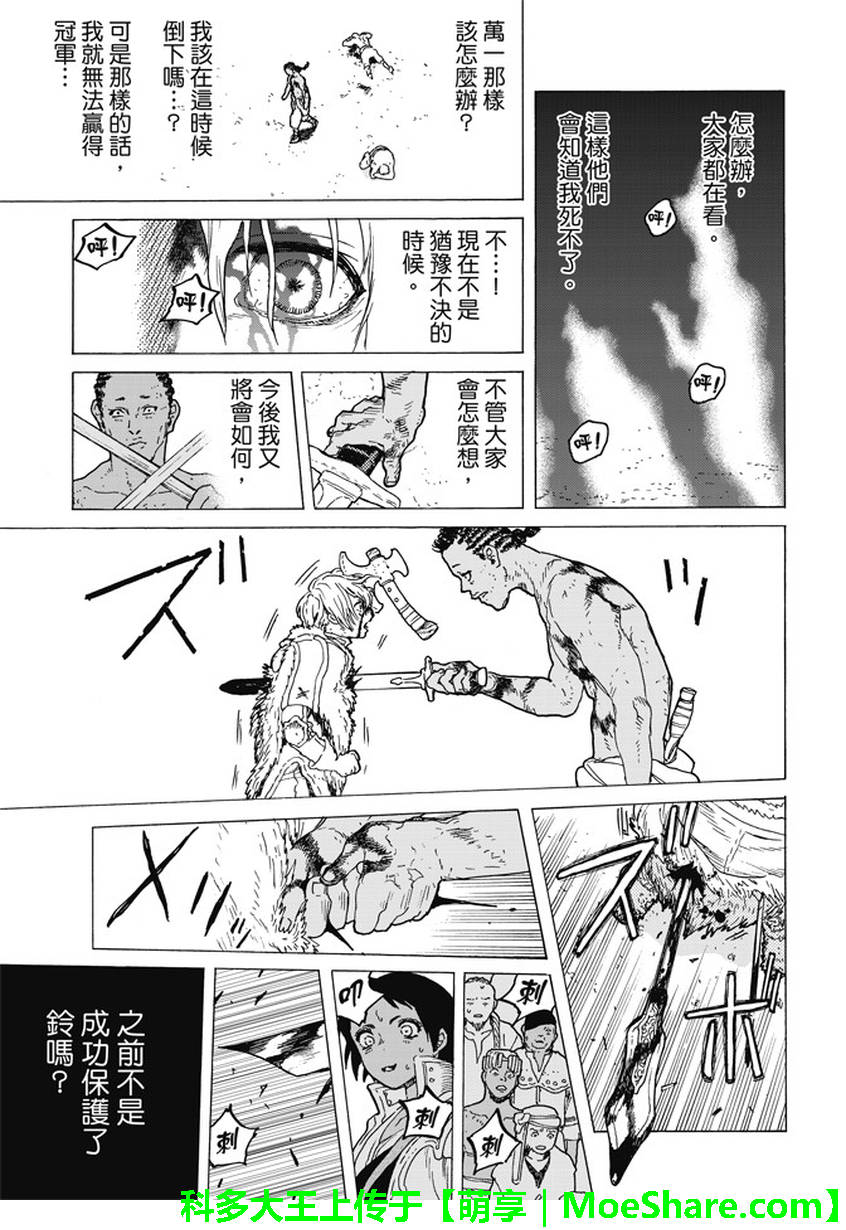 怎麼辦，
大家都在看。
呼！
呼！
呼！
這樣他們
會知道我死不了。
萬一那樣
該怎麼辦？
我該在這時候
倒下嗎…？
可是那樣的話，
我就無法贏得
冠軍…
不…！
現在不是
猶豫不決的
時候。
呼！
呼！
不管大家
會怎麼想，
今後我又
將會如何，
ズ
ズ
ボキ
メ
刺
刺
叩
刺
刺
之前不是
成功保護了
鈴嗎？
科多大王上传于【萌享｜MoeShare.com】